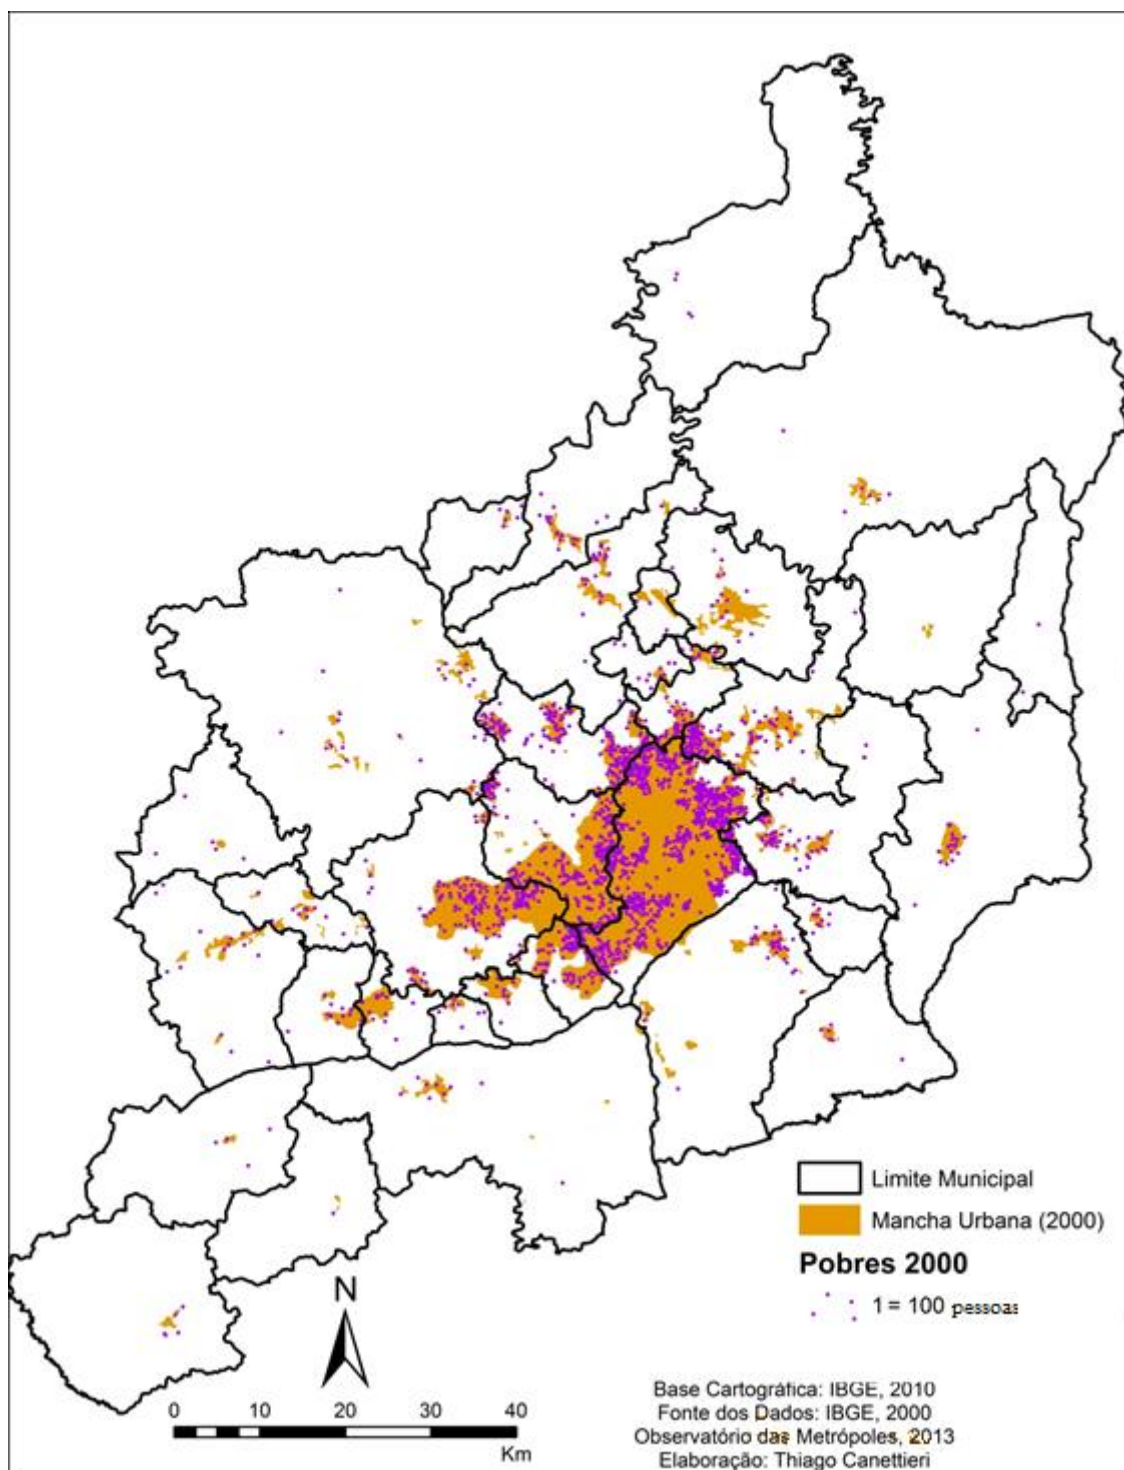 Limite Municipal
Mancha Urbana (2000)
Pobres 2000
1 = 100 pessoas
N
0 10 20 30 40
Km
Base Cartográfica: IBGE, 2010
Fonte dos Dados: IBGE, 2000
Observatório das Metrópoles, 2013
Elaboração: Thiago Canettieri